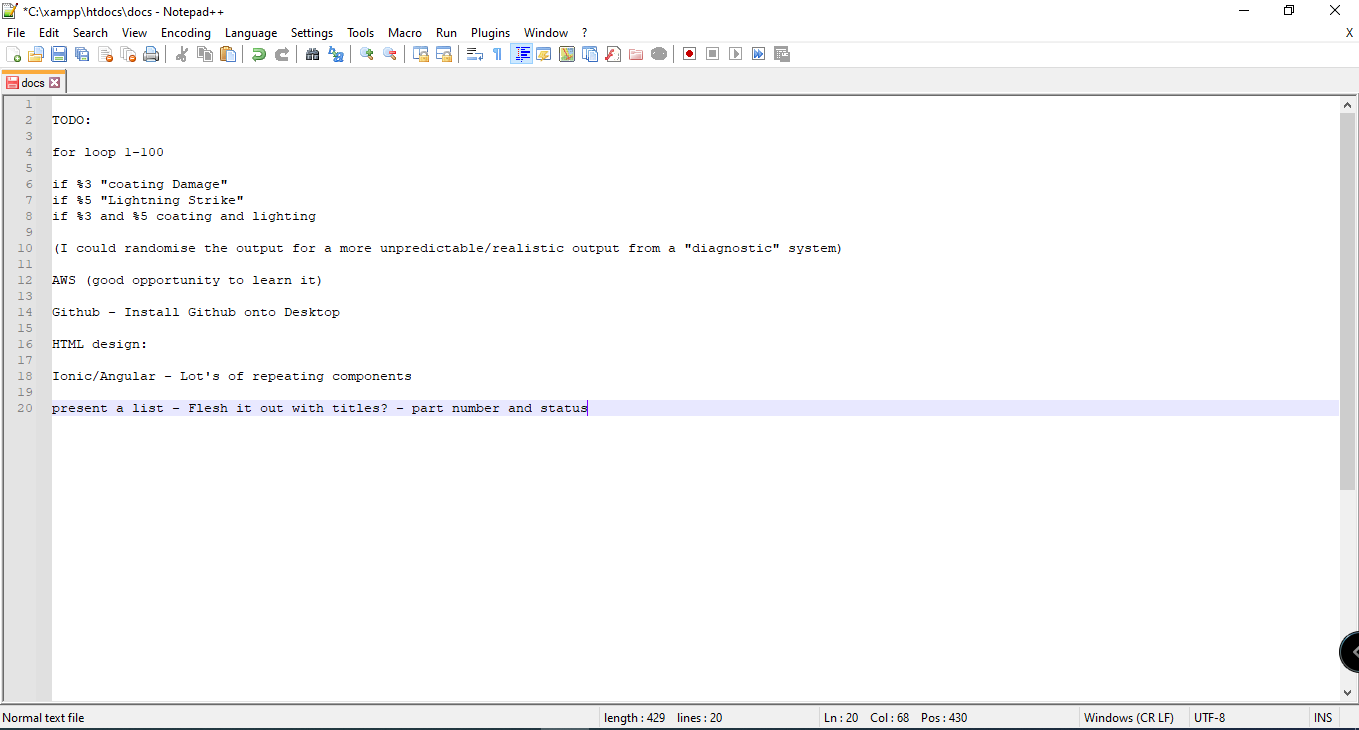 *C:\xampp\htdocs\docs - Notepad++
File Edit Search View Encoding Language Settings Tools Macro Run Plugins Window ? X
docs
1
2 TODO:
3
4 for loop 1-100
5
6 if %3 "coating Damage"
7 if %5 "Lightning Strike"
8 if %3 and %5 coating and lighting
9
10 (I could randomise the output for a more unpredictable/realistic output from a "diagnostic" system)
11
12 AWS (good opportunity to learn it)
13
14 Github - Install Github onto Desktop
15
16 HTML design:
17
18 Ionic/Angular - Lot's of repeating components
19
20 present a list - Flesh it out with titles? - part number and status
Normal text file length : 429 lines : 20 Ln : 20 Col : 68 Pos : 430 Windows (CR LF) UTF-8 INS